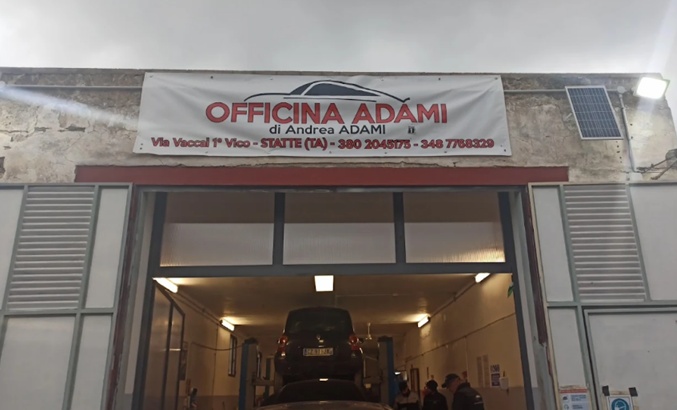 OFFICINA ADAMI
di Andrea ADAMI
Via Vaccai 1° Vico - STATTE (TA) - 380 2045175 - 348 7768329